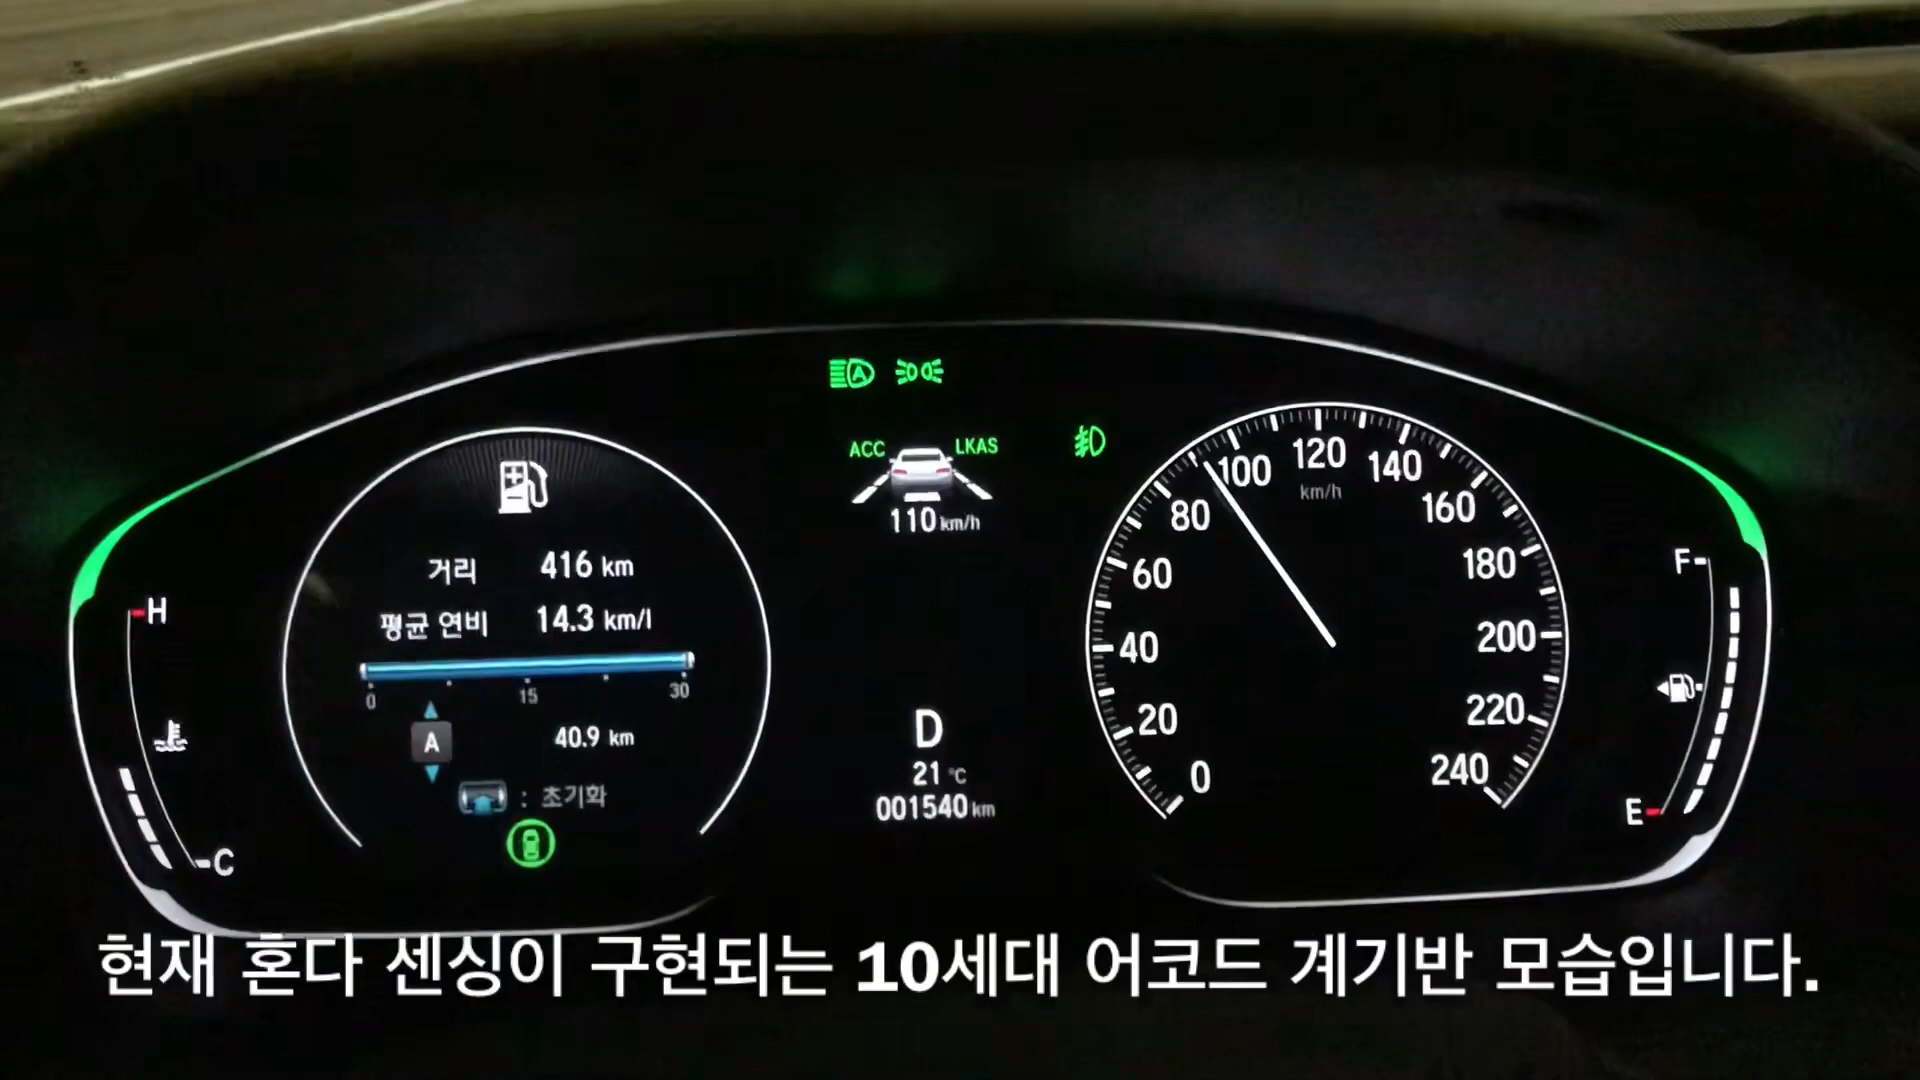 ACC LKAS
110 km/h
거리 416 km
평균 연비 14.3 km/l
0 15 30
A 40.9 km
: 초기화
H
C
D
21 °C
001540 km
0 20 40 60 80 100 120 140 160 180 200 220 240
km/h
F
E
현재 혼다 센싱이 구현되는 10세대 어코드 계기반 모습입니다.